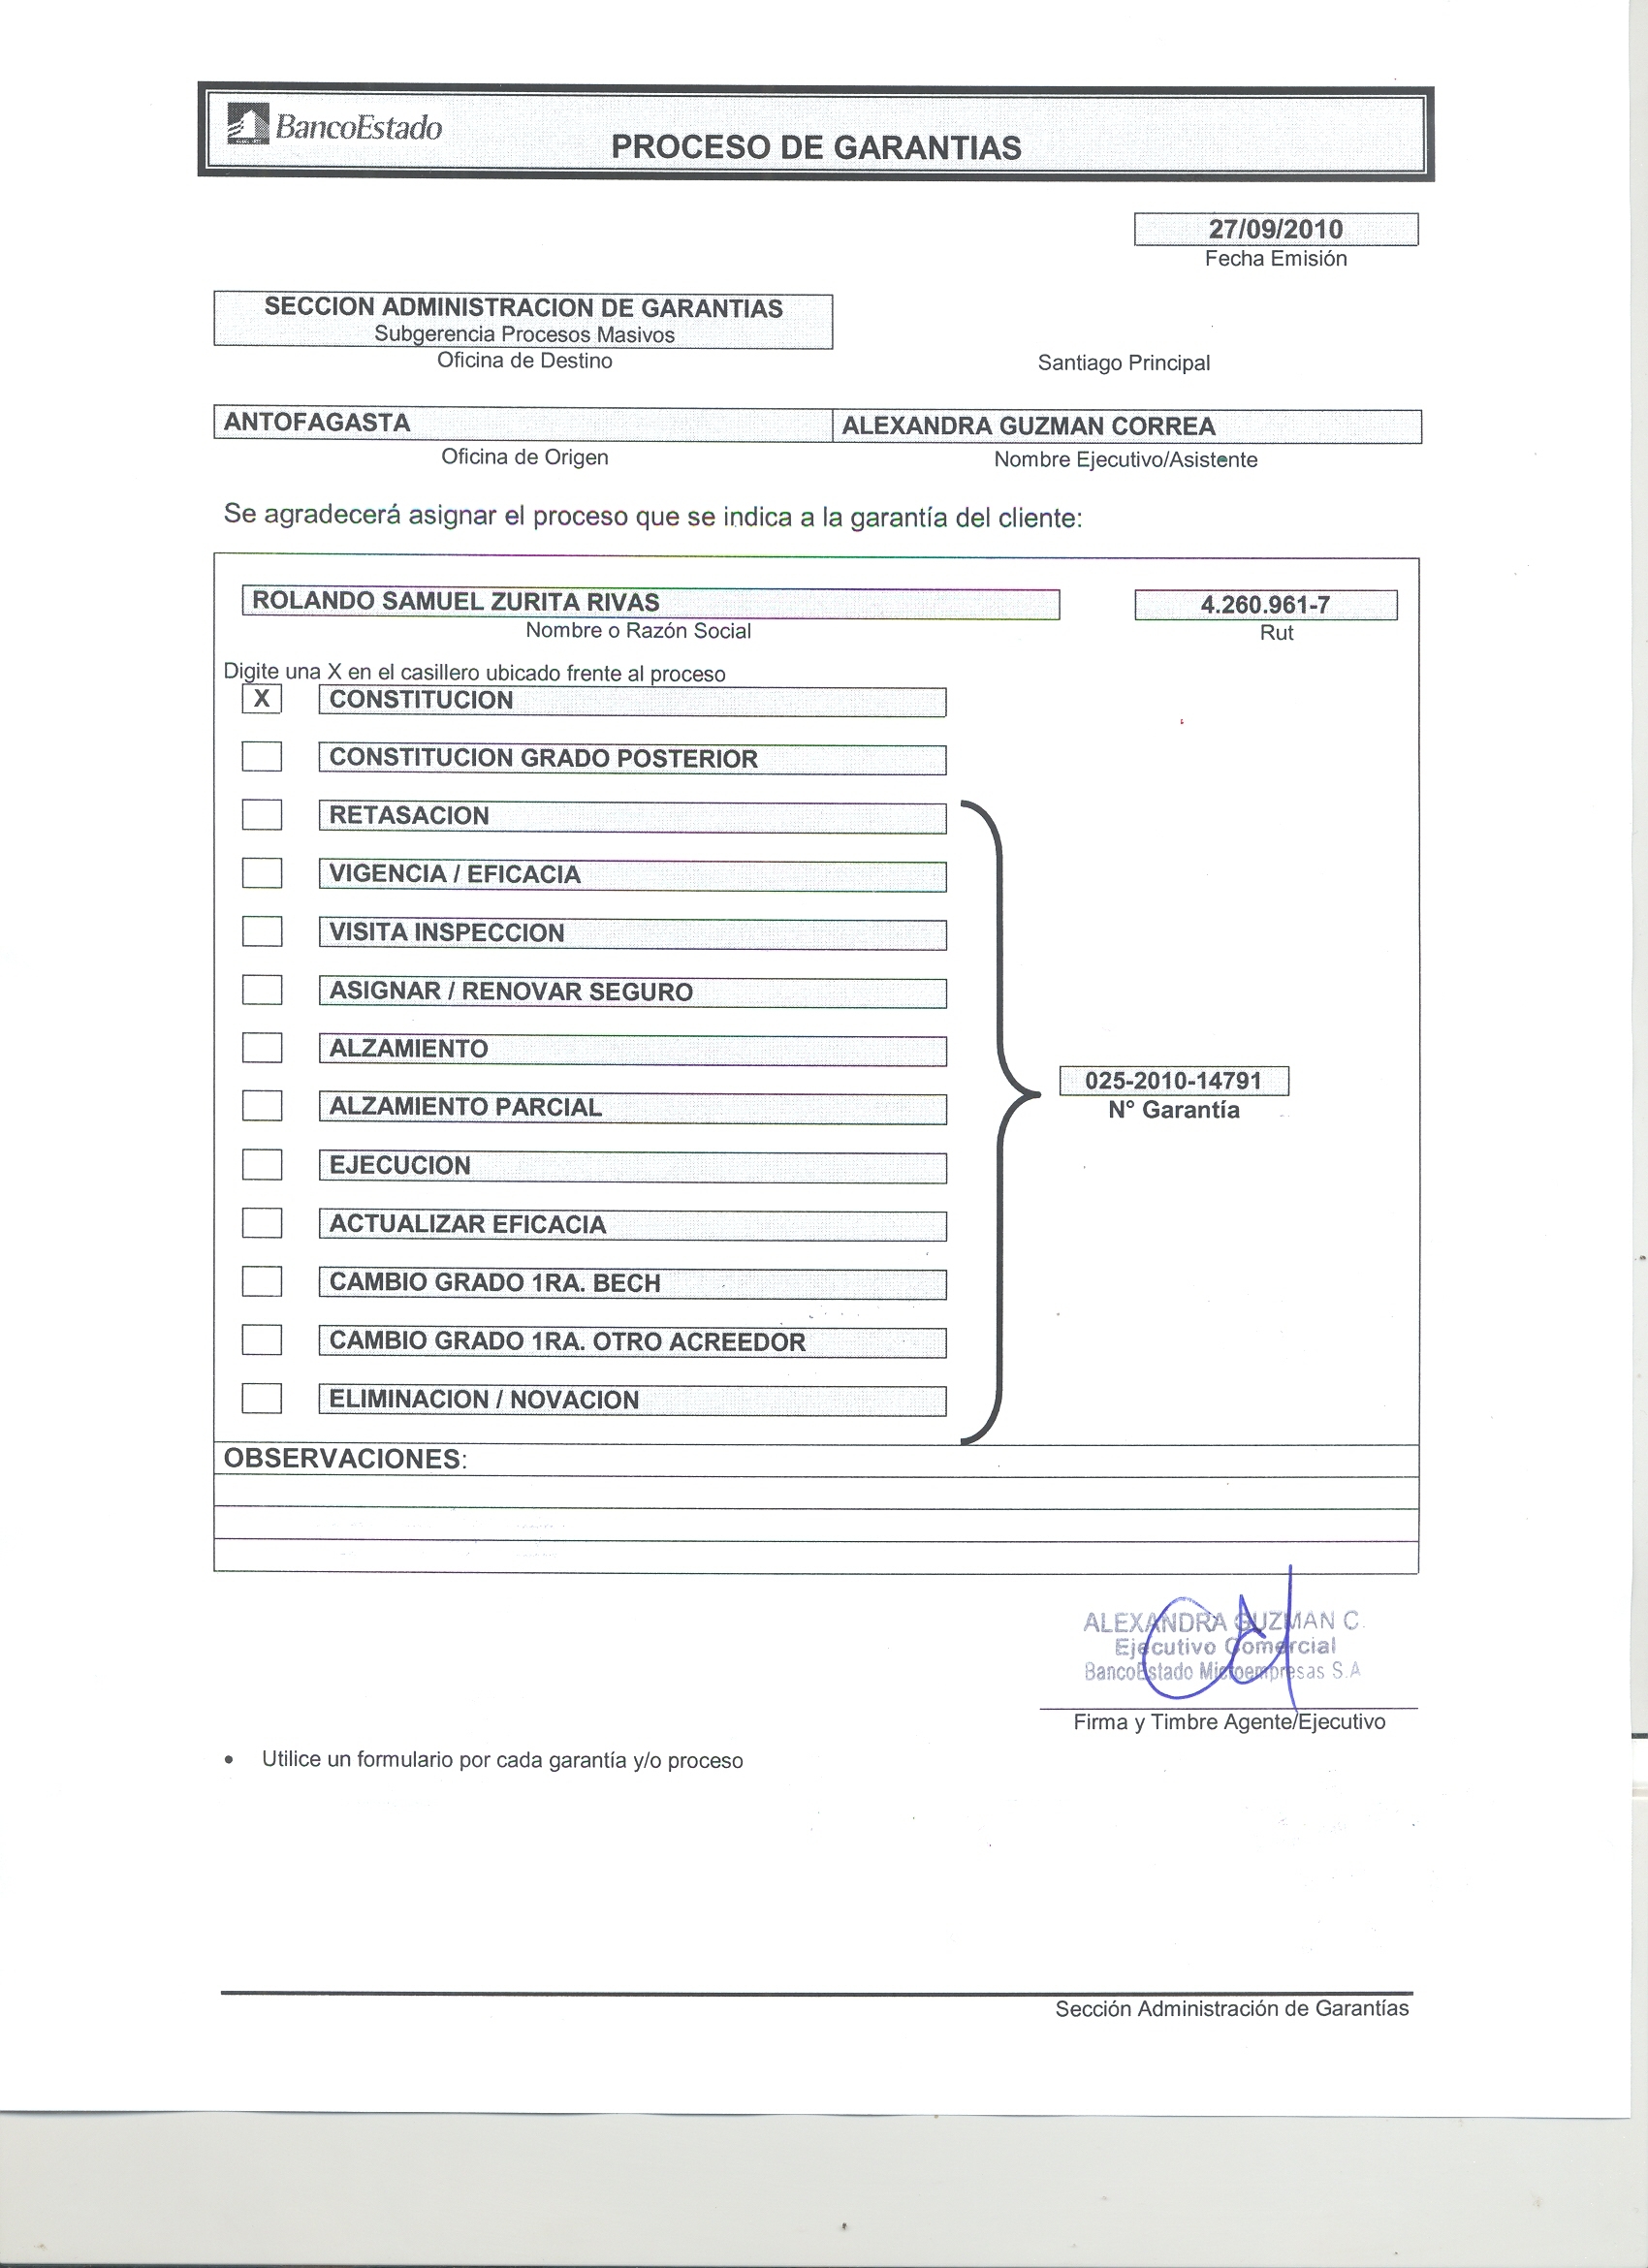 BancoEstado
PROCESO DE GARANTIAS
27/09/2010
Fecha Emisión
SECCION ADMINISTRACION DE GARANTIAS
Subgerencia Procesos Masivos
Oficina de Destino
Santiago Principal
ANTOFAGASTA
ALEXANDRA GUZMAN CORREA
Oficina de Origen
Nombre Ejecutivo/Asistente
Se agradecerá asignar el proceso que se indica a la garantía del cliente:
ROLANDO SAMUEL ZURITA RIVAS
4.260.961-7
Nombre o Razón Social
Rut
Digite una X en el casillero ubicado frente al proceso
X CONSTITUCION
CONSTITUCION GRADO POSTERIOR
RETASACION
VIGENCIA / EFICACIA
VISITA INSPECCION
ASIGNAR / RENOVAR SEGURO
ALZAMIENTO
ALZAMIENTO PARCIAL
EJECUCION
ACTUALIZAR EFICACIA
CAMBIO GRADO 1RA. BECH
CAMBIO GRADO 1RA. OTRO ACREEDOR
ELIMINACION / NOVACION
025-2010-14791
N° Garantía
OBSERVACIONES:
ALEXANDRA GUZMAN C.
Ejecutivo Comercial
BancoEstado Microempresas S.A
Firma y Timbre Agente/Ejecutivo
• Utilice un formulario por cada garantía y/o proceso
Sección Administración de Garantías